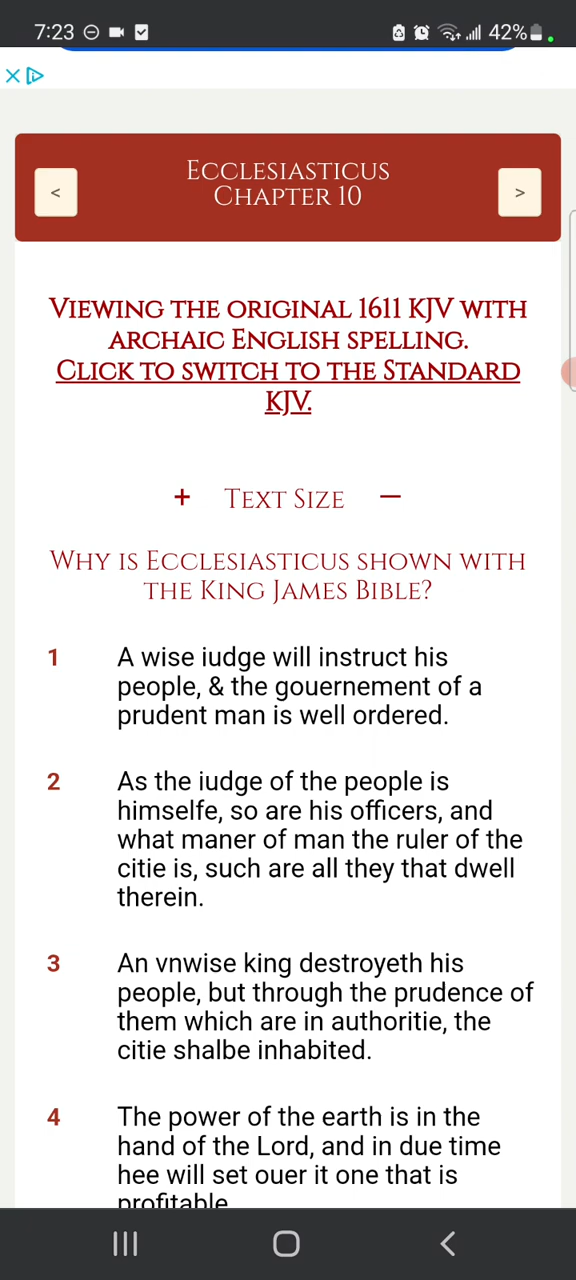 7:23
42%
Ecclesiasticus
Chapter 10
<
>
Viewing the original 1611 KJV with
archaic English spelling.
Click to switch to the Standard
KJV.
+ Text Size −
Why is Ecclesiasticus shown with
the King James Bible?
1 A wise iudge will instruct his
people, & the gouernement of a
prudent man is well ordered.
2 As the iudge of the people is
himselfe, so are his officers, and
what maner of man the ruler of the
citie is, such are all they that dwell
therein.
3 An vnwise king destroyeth his
people, but through the prudence of
them which are in authoritie, the
citie shalbe inhabited.
4 The power of the earth is in the
hand of the Lord, and in due time
hee will set ouer it one that is
profitable